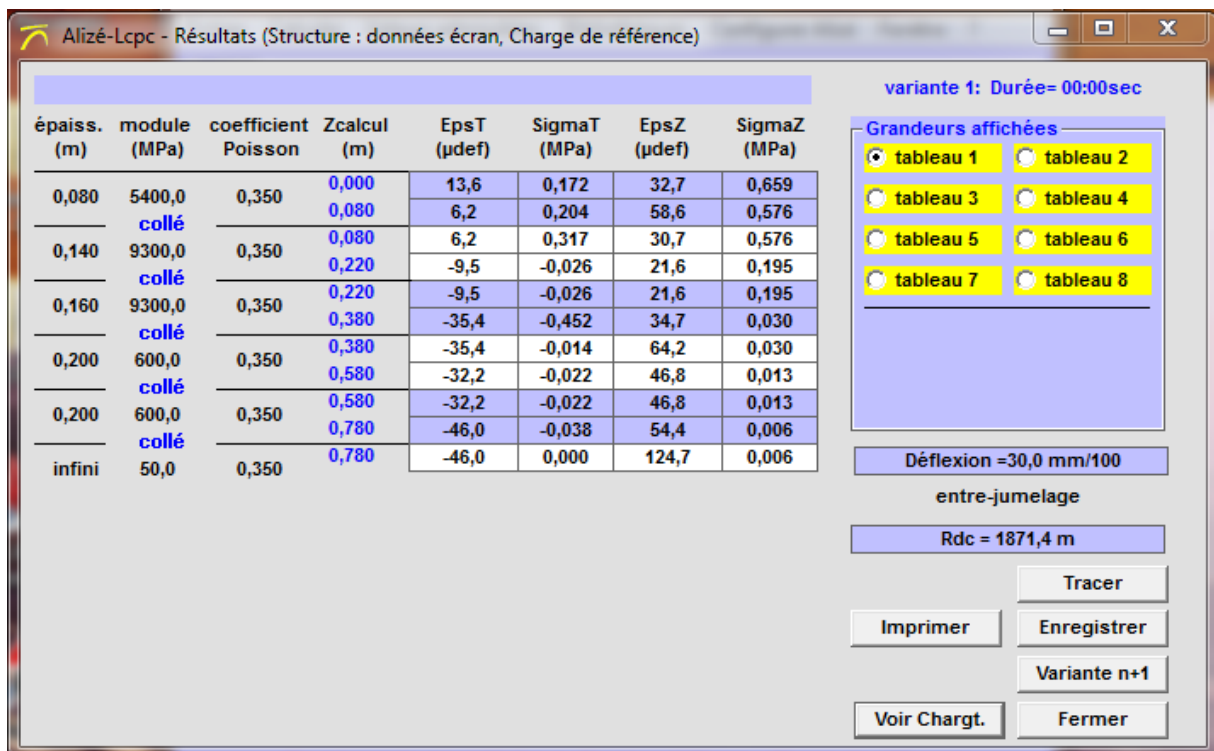 Alizé-Lcpc - Résultats (Structure : données écran, Charge de référence)
variante 1: Durée= 00:00sec
épaiss. module coefficient Zcalcul EpsT SigmaT EpsZ SigmaZ
(m) (MPa) Poisson (m) (µdef) (MPa) (µdef) (MPa)
0,000 13,6 0,172 32,7 0,659
0,080 5400,0 0,350
0,080 6,2 0,204 58,6 0,576
collé
0,080 6,2 0,317 30,7 0,576
0,140 9300,0 0,350
0,220 -9,5 -0,026 21,6 0,195
collé
0,220 -9,5 -0,026 21,6 0,195
0,160 9300,0 0,350
0,380 -35,4 -0,452 34,7 0,030
collé
0,380 -35,4 -0,014 64,2 0,030
0,200 600,0 0,350
0,580 -32,2 -0,022 46,8 0,013
collé
0,580 -32,2 -0,022 46,8 0,013
0,200 600,0 0,350
0,780 -46,0 -0,038 54,4 0,006
collé
0,780 -46,0 0,000 124,7 0,006
infini 50,0 0,350
Grandeurs affichées
tableau 1 tableau 2
tableau 3 tableau 4
tableau 5 tableau 6
tableau 7 tableau 8
Déflexion =30,0 mm/100
entre-jumelage
Rdc = 1871,4 m
Tracer
Imprimer Enregistrer
Variante n+1
Voir Chargt. Fermer